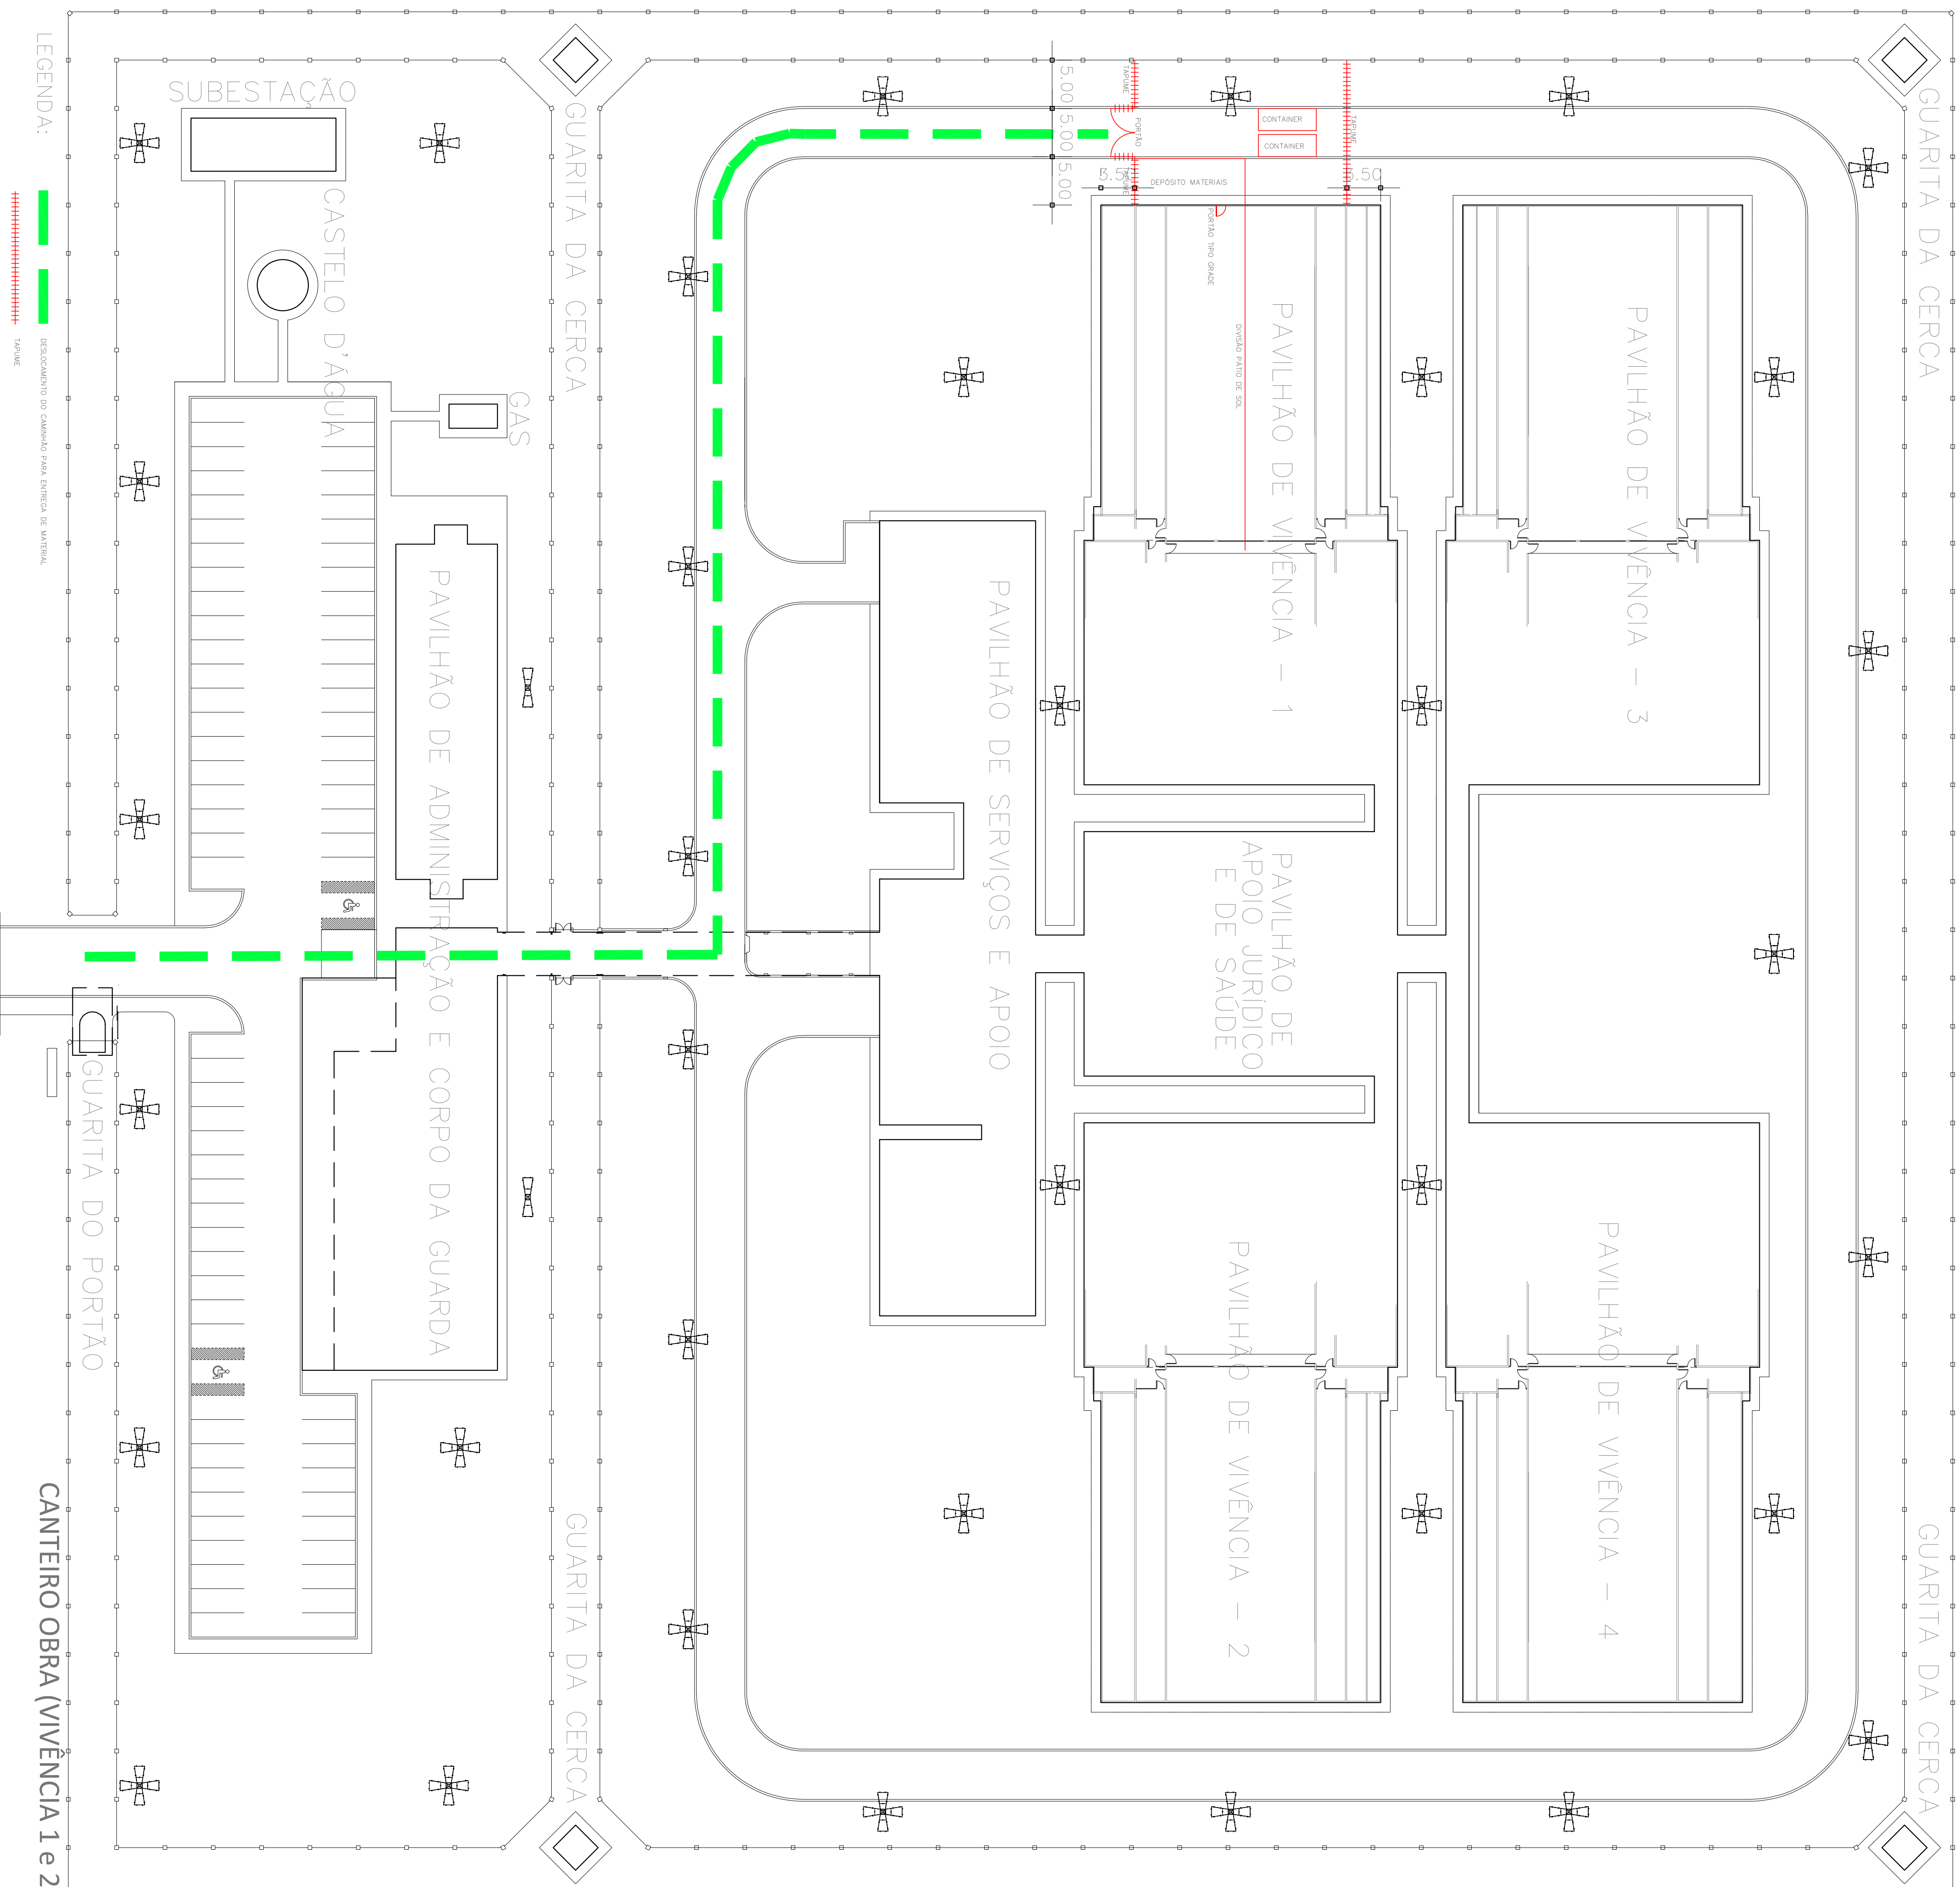 LEGENDA:
DESLOCAMENTO DO CAMINHÃO PARA ENTREGA DE MATERIAL
TAPUME
SUBESTAÇÃO
CASTELO D'ÁGUA
GÁS
GUARITA DA CERCA
GUARITA DA CERCA
5.00
5.00
5.00
TAPUME
PORTÃO
TAPUME
3.50
CONTAINER
CONTAINER
TAPUME
3.50
DEPÓSITO MATERIAIS
PORTÃO TIPO GRADE
DIVISÃO PÁTIO DE SOL
PAVILHÃO DE VIVÊNCIA - 1
PAVILHÃO DE VIVÊNCIA - 3
PAVILHÃO DE ADMINISTRAÇÃO E CORPO DA GUARDA
PAVILHÃO DE SERVIÇOS E APOIO
PAVILHÃO DE
APOIO JURÍDICO
E DE SAÚDE
GUARITA DO PORTÃO
PAVILHÃO DE VIVÊNCIA - 2
PAVILHÃO DE VIVÊNCIA - 4
GUARITA DA CERCA
GUARITA DA CERCA
CANTEIRO OBRA (VIVÊNCIA 1 e 2